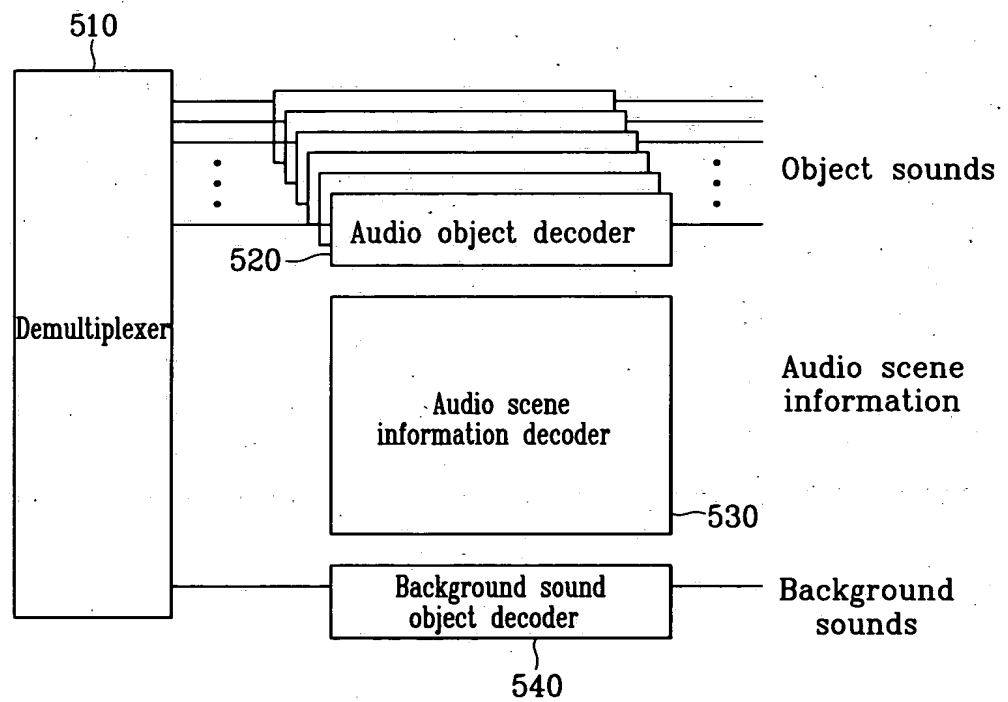 510
Object sounds
Audio object decoder
520
Demultiplexer
Audio scene
information
Audio scene
information decoder
530
Background sound
object decoder
Background
sounds
540